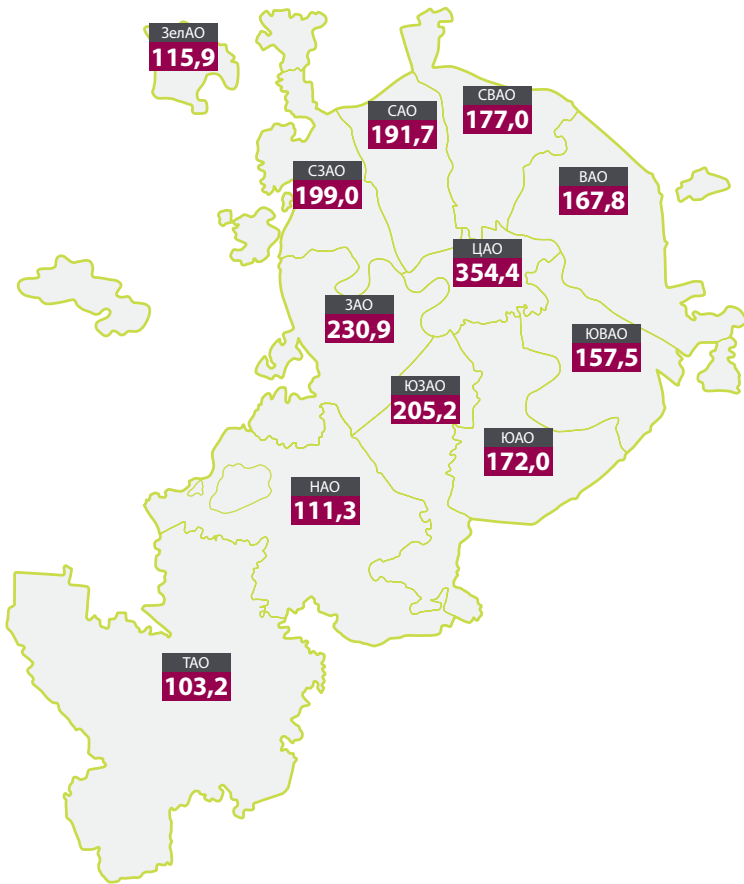 ЗелАО
115,9
СВАО
177,0
САО
191,7
СЗАО
199,0
ВАО
167,8
ЦАО
354,4
ЗАО
230,9
ЮВАО
157,5
ЮЗАО
205,2
ЮАО
172,0
НАО
111,3
ТАО
103,2